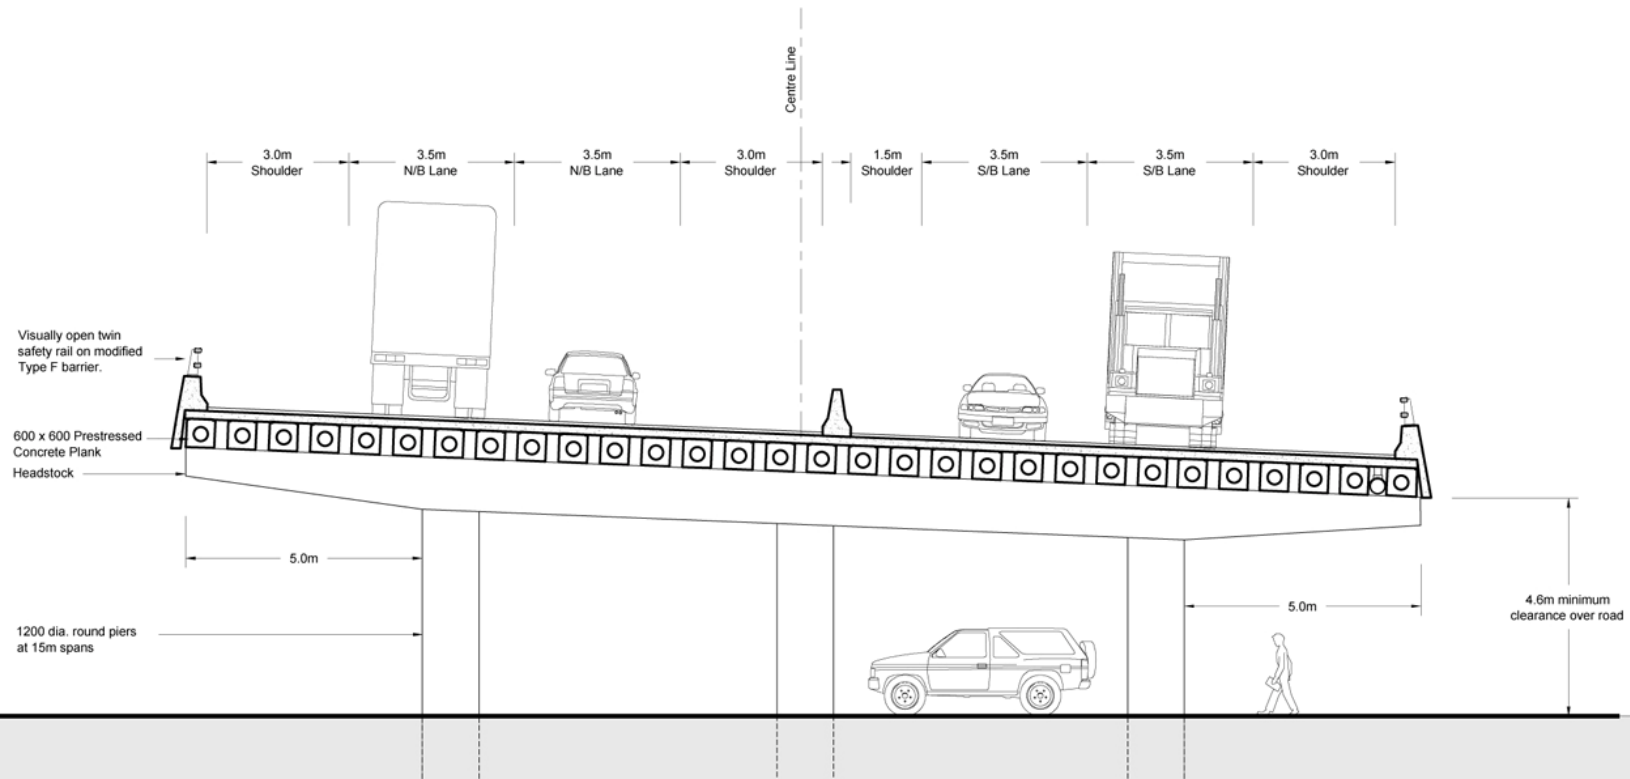 Centre Line
3.0m
Shoulder
3.5m
N/B Lane
3.5m
N/B Lane
3.0m
Shoulder
1.5m
Shoulder
3.5m
S/B Lane
3.5m
S/B Lane
3.0m
Shoulder
Visually open twin
safety rail on modified
Type F barrier.
600 x 600 Prestressed
Concrete Plank
Headstock
5.0m
5.0m
4.6m minimum
clearance over road
1200 dia. round piers
at 15m spans